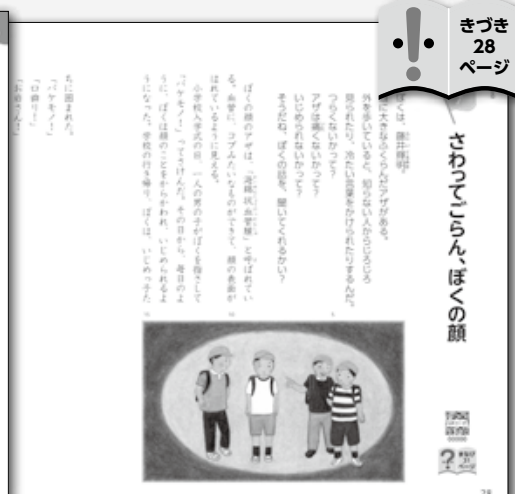 きづき
28
ページ
さわってごらん、ぼくの顔
ぼくは、藤井輝明。
に大きなふくらんだアザがある。
外を歩いていると、知らない人からじろじろ
見られたり、冷たい言葉をかけられたりするんだ。
つらくないかって？
アザは痛くないかって？
いじめられないかって？
そうだね、ぼくの話を、聞いてくれるかい？
ぼくの顔のアザは、「海綿状血管腫」と呼ばれてい
る。血管に、コブみたいなものができて、顔の表面が
はれているように見える。
小学校入学式の日、一人の男の子がぼくを指さして
「バケモノ！」ってさけんだ。その日から、毎日のよ
うに、ぼくは顔のことをからかわれ、いじめられるよ
うになった。学校の行き帰り、ぼくは、いじめっ子た
ちに囲まれた。
「バケモノ！」
「お岩さん！」
28